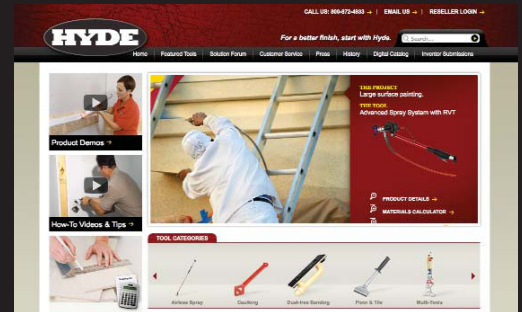 CALL US: 800-872-4933 → | EMAIL US → | RESELLER LOGIN →
HYDE
For a better finish, start with Hyde.
Search...
Home Featured Tools Solution Forum Customer Service Press History Digital Catalog Inventor Submissions
THE PROJECT
Large surface painting.
THE TOOL
Advanced Spray System with RVT
Product Demos
PRODUCT DETAILS →
MATERIALS CALCULATOR →
How-To Videos & Tips
TOOL CATEGORIES
Airless Spray Caulking Dust-free Sanding Floor & Tile Multi-Tools